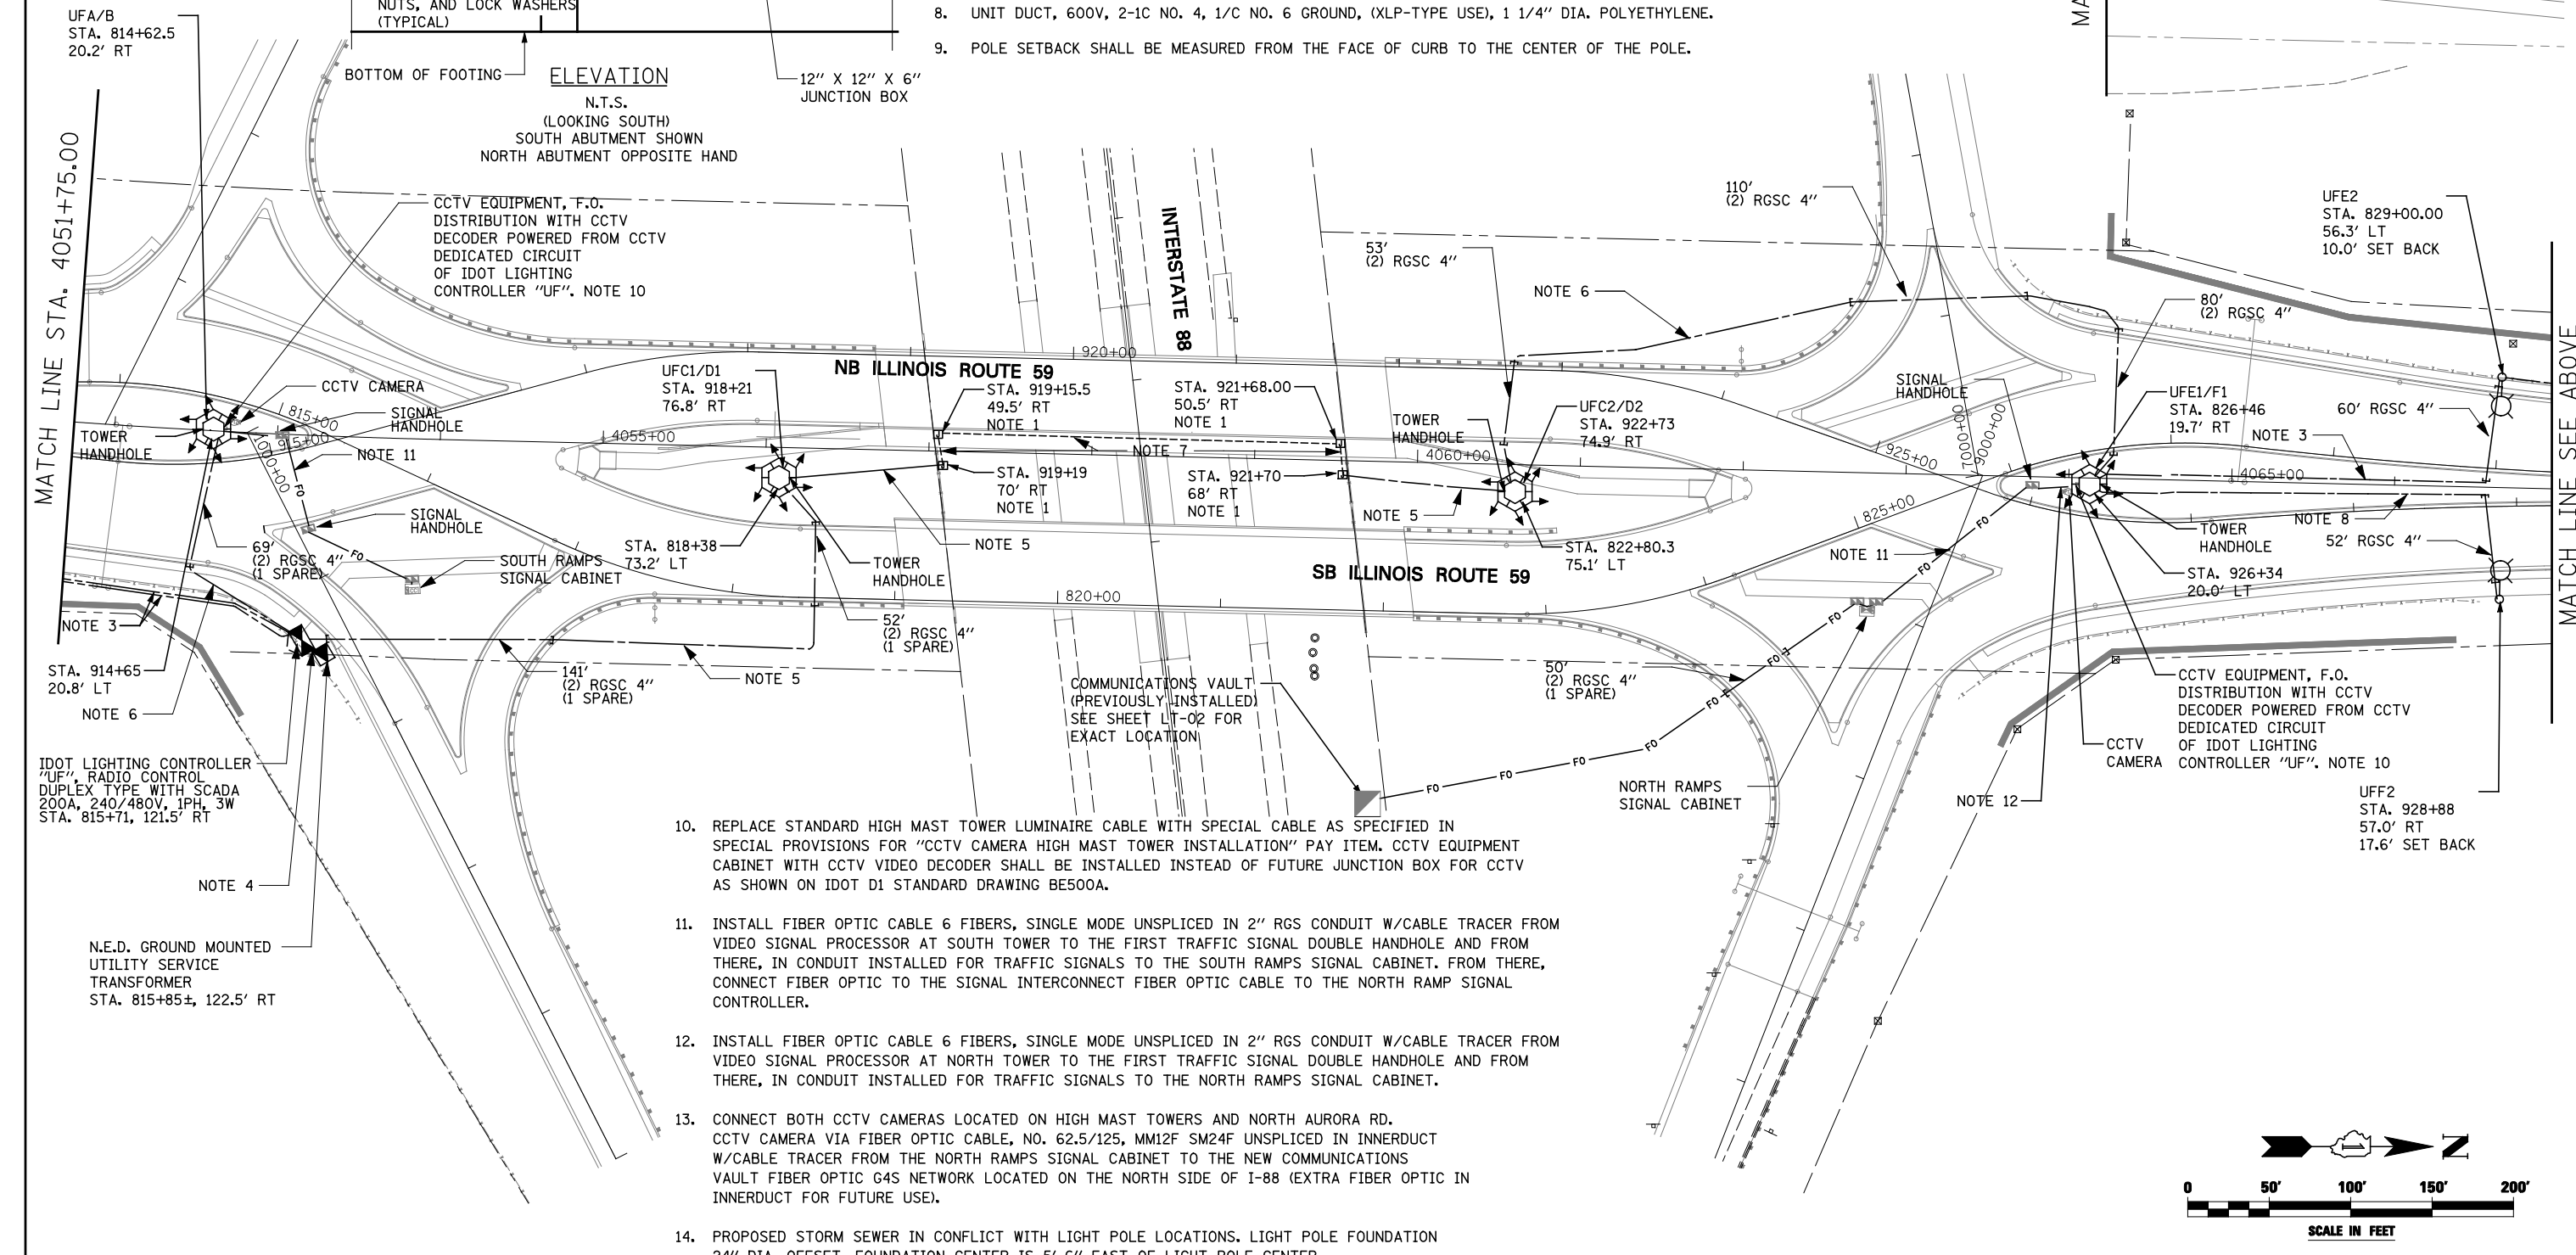 UFA/B
STA. 814+62.5
20.2' RT
NUTS, AND LOCK WASHERS
(TYPICAL)
BOTTOM OF FOOTING
ELEVATION
N.T.S.
(LOOKING SOUTH)
SOUTH ABUTMENT SHOWN
NORTH ABUTMENT OPPOSITE HAND
12" X 12" X 6"
JUNCTION BOX
8. UNIT DUCT, 600V, 2-1C NO. 4, 1/C NO. 6 GROUND, (XLP-TYPE USE), 1 1/4" DIA. POLYETHYLENE.
9. POLE SETBACK SHALL BE MEASURED FROM THE FACE OF CURB TO THE CENTER OF THE POLE.
MA
MATCH LINE STA. 4051+75.00
CCTV EQUIPMENT, F.O.
DISTRIBUTION WITH CCTV
DECODER POWERED FROM CCTV
DEDICATED CIRCUIT
OF IDOT LIGHTING
CONTROLLER "UF". NOTE 10
INTERSTATE 88
53'
(2) RGSC 4"
NOTE 6
110'
(2) RGSC 4"
80'
(2) RGSC 4"
UFE2
STA. 829+00.00
56.3' LT
10.0' SET BACK
MATCH LINE SEE ABOVE
CCTV CAMERA
815+00
SIGNAL
HANDHOLE
915+00
TOWER
HANDHOLE
NOTE 11
1000+00
FO
UFC1/D1
STA. 918+21
76.8' RT
4055+00
NB ILLINOIS ROUTE 59
920+00
STA. 919+15.5
49.5' RT
NOTE 1
STA. 921+68.00
50.5' RT
NOTE 1
NOTE 7
STA. 919+19
70' RT
NOTE 1
STA. 921+70
68' RT
NOTE 1
TOWER
HANDHOLE
4060+00
UFC2/D2
STA. 922+73
74.9' RT
NOTE 5
NOTE 5
STA. 822+80.3
75.1' LT
SIGNAL
HANDHOLE
925+00
7000+00
9000+00
UFE1/F1
STA. 826+46
19.7' RT
NOTE 3
60' RGSC 4"
4065+00
NOTE 8
52' RGSC 4"
TOWER
HANDHOLE
STA. 926+34
20.0' LT
825+00
NOTE 11
FO
FO
FO
FO
FO
SIGNAL
HANDHOLE
FO
69'
(2) RGSC 4"
(1 SPARE)
SOUTH RAMPS
SIGNAL CABINET
STA. 818+38
73.2' LT
TOWER
HANDHOLE
SB ILLINOIS ROUTE 59
820+00
52'
(2) RGSC 4"
(1 SPARE)
NOTE 3
STA. 914+65
20.8' LT
NOTE 6
141'
(2) RGSC 4"
(1 SPARE)
NOTE 5
COMMUNICATIONS VAULT
(PREVIOUSLY INSTALLED)
SEE SHEET LT-02 FOR
EXACT LOCATION
50'
(2) RGSC 4"
(1 SPARE)
FO
FO
FO
FO
NORTH RAMPS
SIGNAL CABINET
NOTE 12
CCTV
CAMERA
CCTV EQUIPMENT, F.O.
DISTRIBUTION WITH CCTV
DECODER POWERED FROM CCTV
DEDICATED CIRCUIT
OF IDOT LIGHTING
CONTROLLER "UF". NOTE 10
UFF2
STA. 928+88
57.0' RT
17.6' SET BACK
IDOT LIGHTING CONTROLLER
"UF", RADIO CONTROL
DUPLEX TYPE WITH SCADA
200A, 240/480V, 1PH, 3W
STA. 815+71, 121.5' RT
NOTE 4
N.E.D. GROUND MOUNTED
UTILITY SERVICE
TRANSFORMER
STA. 815+85±, 122.5' RT
10. REPLACE STANDARD HIGH MAST TOWER LUMINAIRE CABLE WITH SPECIAL CABLE AS SPECIFIED IN
SPECIAL PROVISIONS FOR "CCTV CAMERA HIGH MAST TOWER INSTALLATION" PAY ITEM. CCTV EQUIPMENT
CABINET WITH CCTV VIDEO DECODER SHALL BE INSTALLED INSTEAD OF FUTURE JUNCTION BOX FOR CCTV
AS SHOWN ON IDOT D1 STANDARD DRAWING BE500A.
11. INSTALL FIBER OPTIC CABLE 6 FIBERS, SINGLE MODE UNSPLICED IN 2" RGS CONDUIT W/CABLE TRACER FROM
VIDEO SIGNAL PROCESSOR AT SOUTH TOWER TO THE FIRST TRAFFIC SIGNAL DOUBLE HANDHOLE AND FROM
THERE, IN CONDUIT INSTALLED FOR TRAFFIC SIGNALS TO THE SOUTH RAMPS SIGNAL CABINET. FROM THERE,
CONNECT FIBER OPTIC TO THE SIGNAL INTERCONNECT FIBER OPTIC CABLE TO THE NORTH RAMP SIGNAL
CONTROLLER.
12. INSTALL FIBER OPTIC CABLE 6 FIBERS, SINGLE MODE UNSPLICED IN 2" RGS CONDUIT W/CABLE TRACER FROM
VIDEO SIGNAL PROCESSOR AT NORTH TOWER TO THE FIRST TRAFFIC SIGNAL DOUBLE HANDHOLE AND FROM
THERE, IN CONDUIT INSTALLED FOR TRAFFIC SIGNALS TO THE NORTH RAMPS SIGNAL CABINET.
13. CONNECT BOTH CCTV CAMERAS LOCATED ON HIGH MAST TOWERS AND NORTH AURORA RD.
CCTV CAMERA VIA FIBER OPTIC CABLE, NO. 62.5/125, MM12F SM24F UNSPLICED IN INNERDUCT
W/CABLE TRACER FROM THE NORTH RAMPS SIGNAL CABINET TO THE NEW COMMUNICATIONS
VAULT FIBER OPTIC G4S NETWORK LOCATED ON THE NORTH SIDE OF I-88 (EXTRA FIBER OPTIC IN
INNERDUCT FOR FUTURE USE).
14. PROPOSED STORM SEWER IN CONFLICT WITH LIGHT POLE LOCATIONS. LIGHT POLE FOUNDATION
N
0 50' 100' 150' 200'
SCALE IN FEET